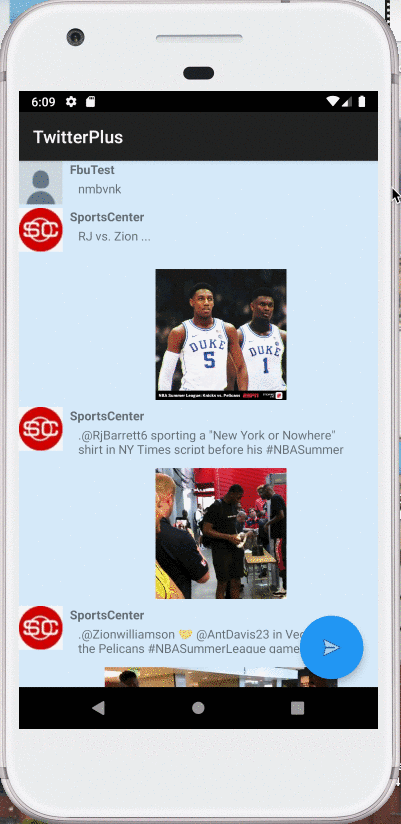 6:09
TwitterPlus
FbuTest
nmbvnk
SportsCenter
RJ vs. Zion ...
DUKE
5
DUKE
1
NBA Summer League: Knicks vs. Pelicans ESPN
SportsCenter
.@RjBarrett6 sporting a "New York or Nowhere"
shirt in NY Times script before his #NBASummer
SportsCenter
.@Zionwilliamson 🤝 @AntDavis23 in Veg
the Pelicans #NBASummerLeague game